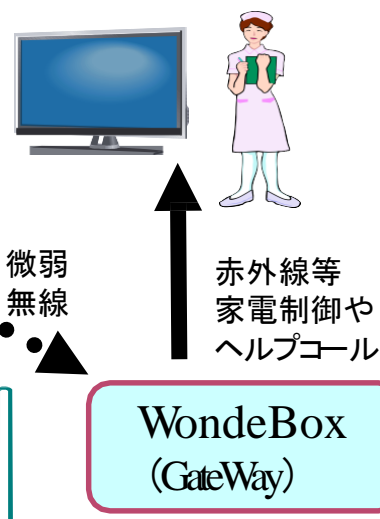 微弱
無線
赤外線等
家電制御や
ヘルプコール
WondeBox
（GateWay）